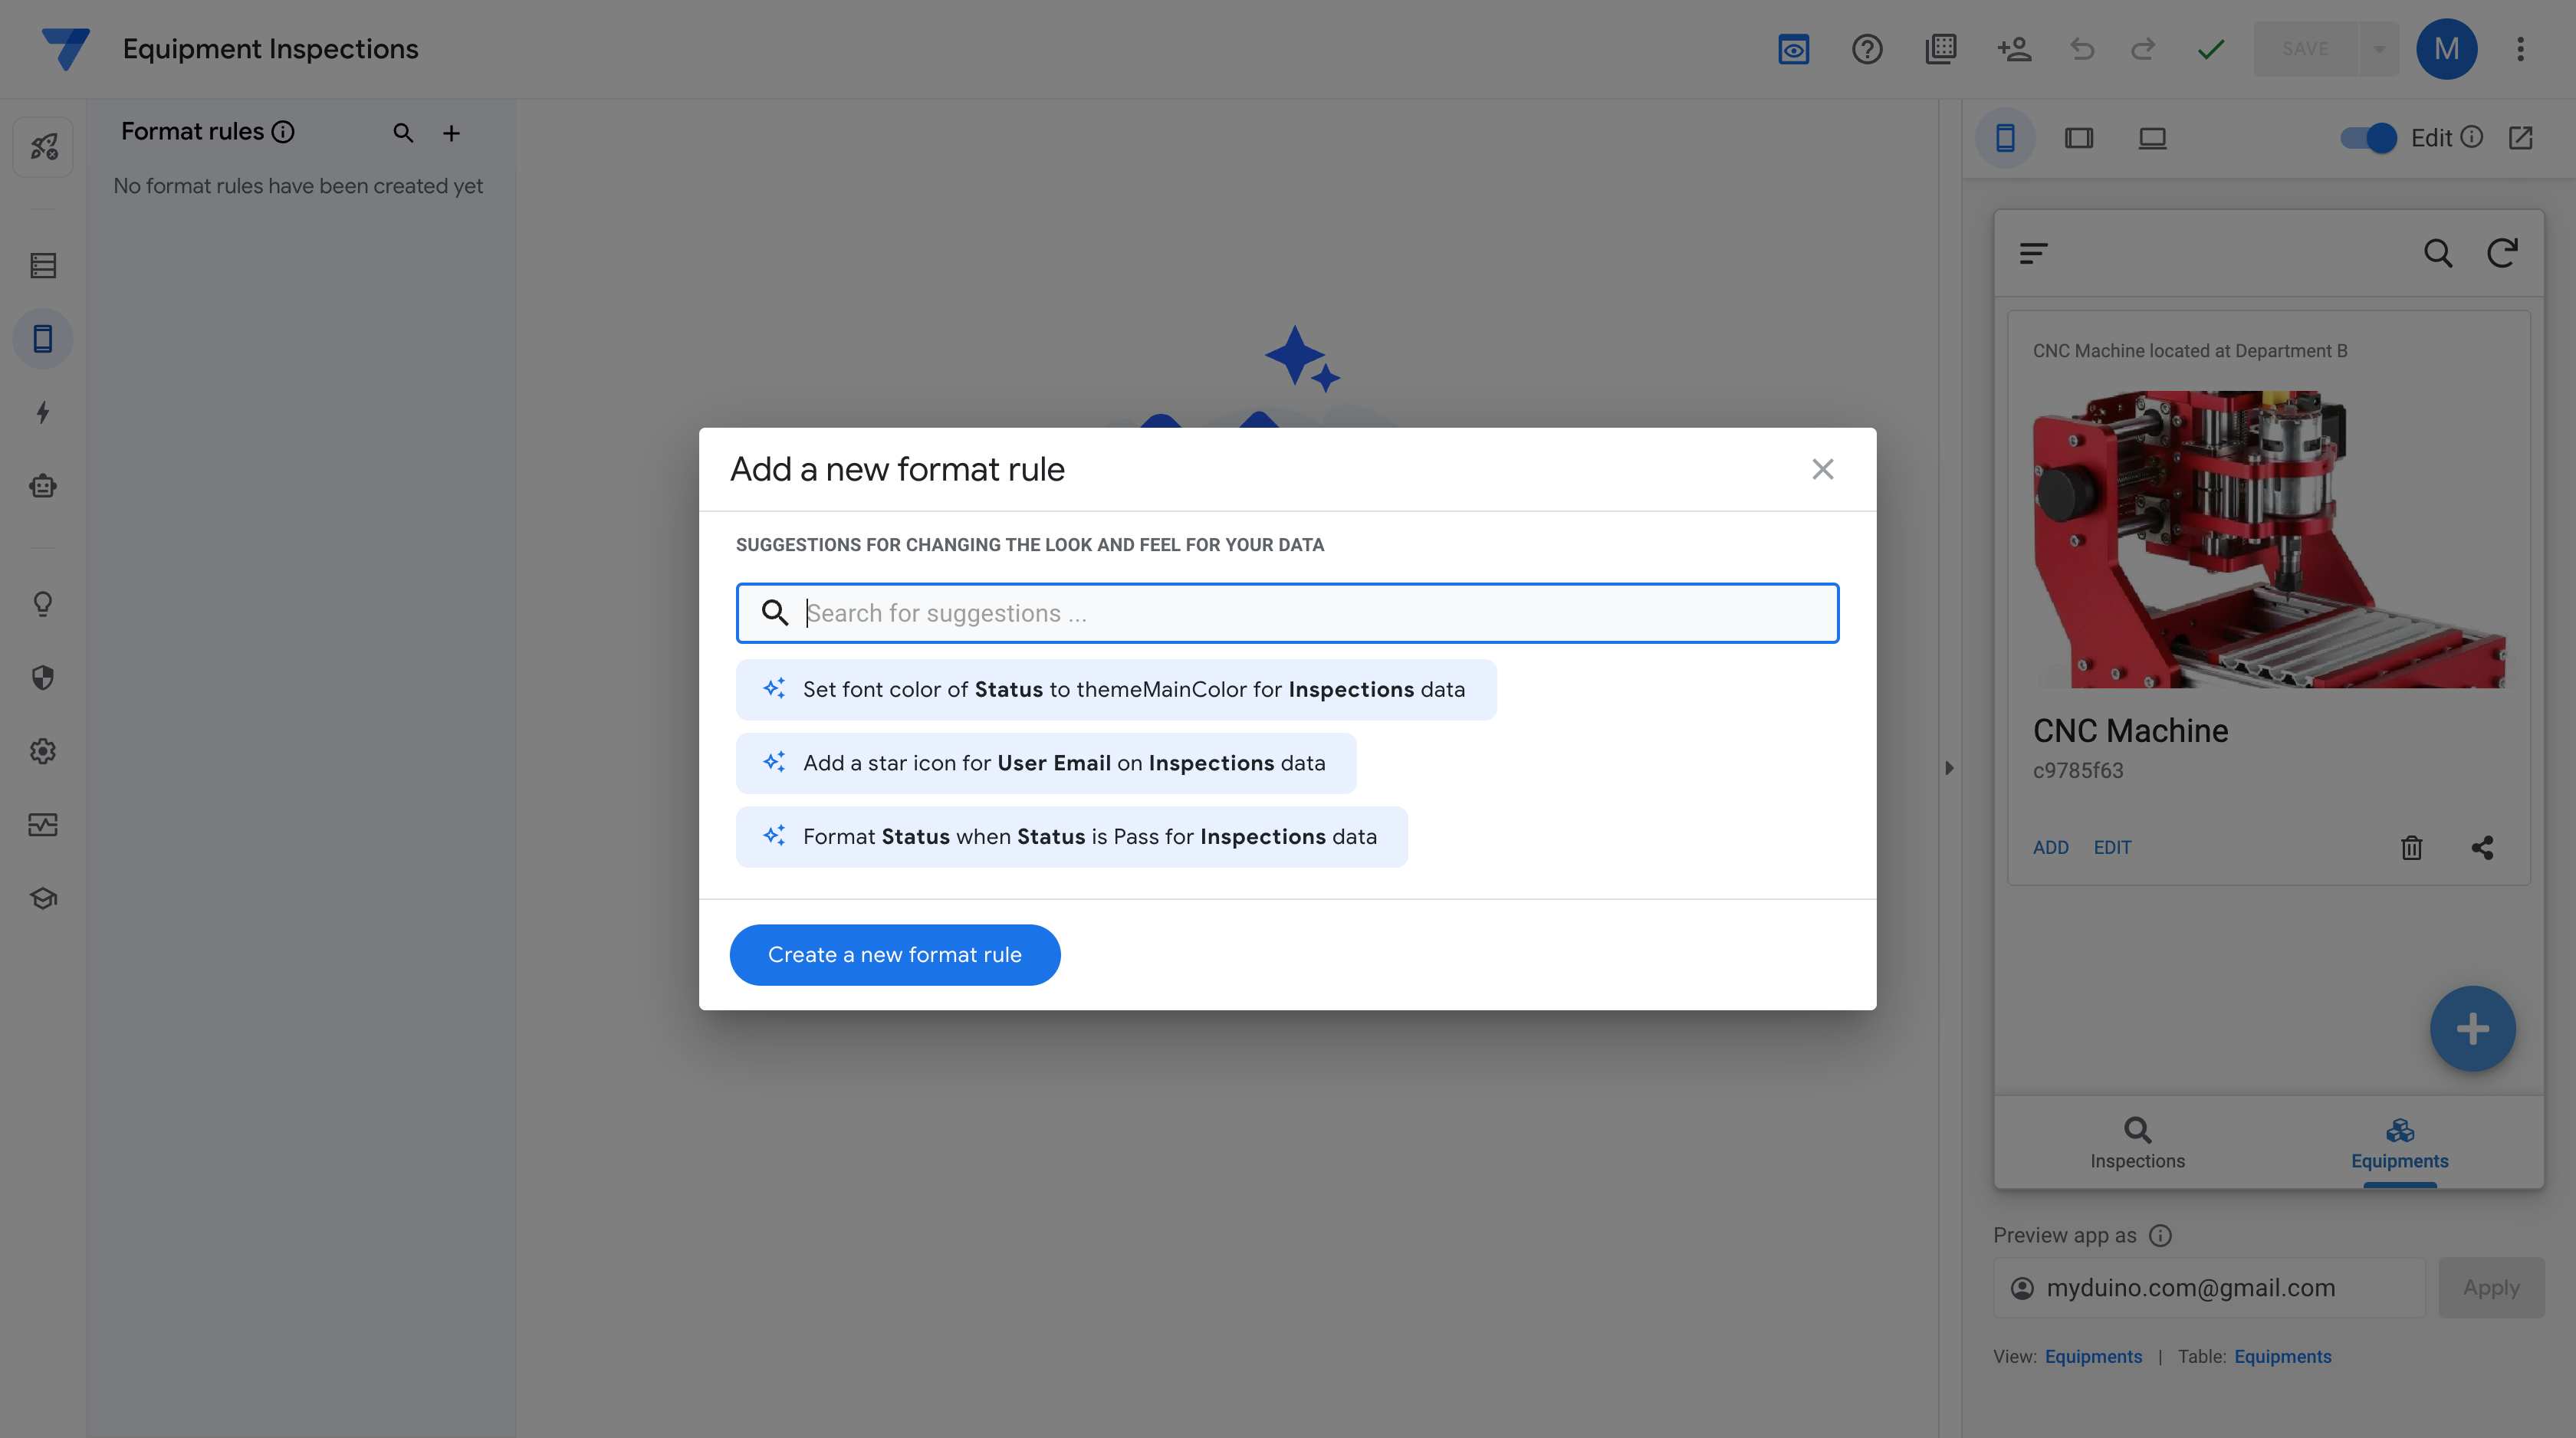 Equipment Inspections
SAVE
M
Format rules
No format rules have been created yet
Edit
CNC Machine located at Department B
CNC Machine
c9785f63
ADD EDIT
Inspections
Equipments
Add a new format rule
SUGGESTIONS FOR CHANGING THE LOOK AND FEEL FOR YOUR DATA
Search for suggestions ...
Set font color of Status to themeMainColor for Inspections data
Add a star icon for User Email on Inspections data
Format Status when Status is Pass for Inspections data
Create a new format rule
Preview app as
myduino.com@gmail.com
Apply
View: Equipments | Table: Equipments